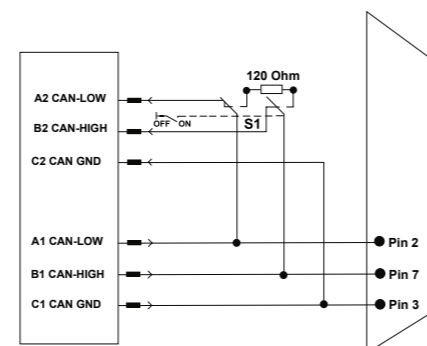 120 Ohm
A2 CAN-LOW
OFF ON
S1
B2 CAN-HIGH
C2 CAN GND
A1 CAN-LOW
Pin 2
B1 CAN-HIGH
Pin 7
C1 CAN GND
Pin 3